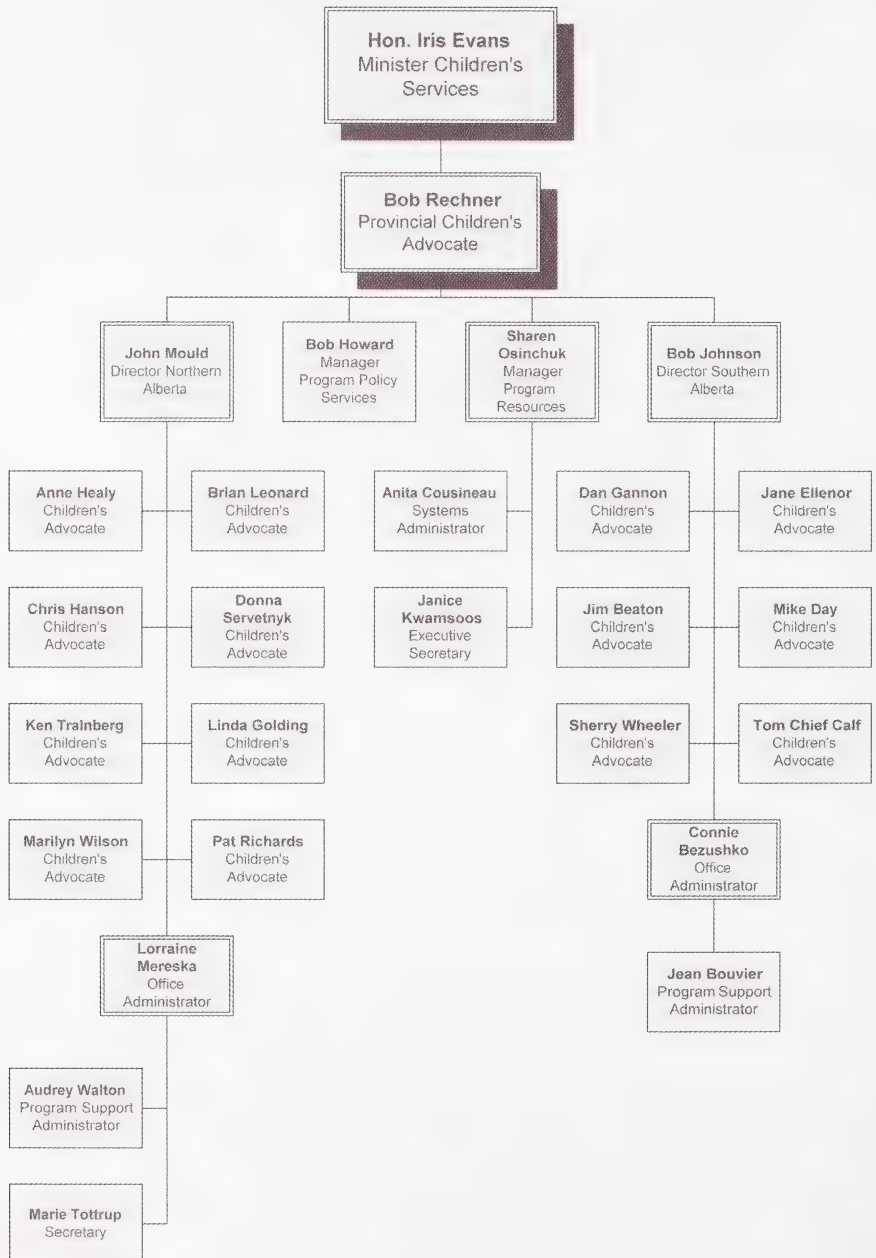 Hon. Iris Evans
Minister Children's
Services
Bob Rechner
Provincial Children's
Advocate
John Mould
Director Northern
Alberta
Bob Howard
Manager
Program Policy
Services
Sharen
Osinchuk
Manager
Program
Resources
Bob Johnson
Director Southern
Alberta
Anne Healy
Children's
Advocate
Brian Leonard
Children's
Advocate
Anita Cousineau
Systems
Administrator
Dan Gannon
Children's
Advocate
Jane Ellenor
Children's
Advocate
Chris Hanson
Children's
Advocate
Donna
Servetnyk
Children's
Advocate
Janice
Kwamsoos
Executive
Secretary
Jim Beaton
Children's
Advocate
Mike Day
Children's
Advocate
Ken Trainberg
Children's
Advocate
Linda Golding
Children's
Advocate
Sherry Wheeler
Children's
Advocate
Tom Chief Calf
Children's
Advocate
Marilyn Wilson
Children's
Advocate
Pat Richards
Children's
Advocate
Connie
Bezushko
Office
Administrator
Lorraine
Mereska
Office
Administrator
Jean Bouvier
Program Support
Administrator
Audrey Walton
Program Support
Administrator
Marie Tottrup
Secretary